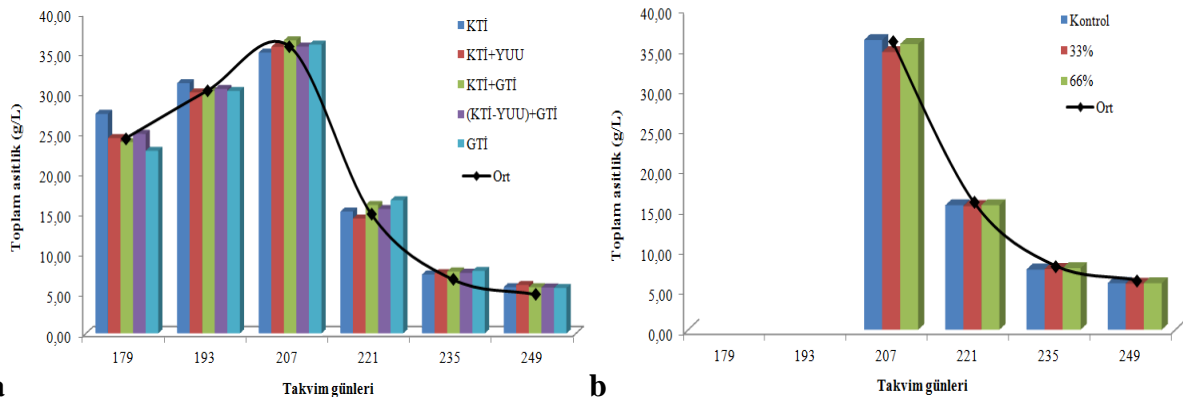 Toplam asitlik (g/L)
40,00
35,00
30,00
25,00
20,00
15,00
10,00
5,00
0,00
179 193 207 221 235 249
Takvim günleri
KTİ
KTİ+YUU
KTİ+GTİ
(KTİ-YUU)+GTİ
GTİ
Ort
a
Toplam asitlik (g/L)
40,00
35,00
30,00
25,00
20,00
15,00
10,00
5,00
0,00
179 193 207 221 235 249
Takvim günleri
Kontrol
33%
66%
Ort
b